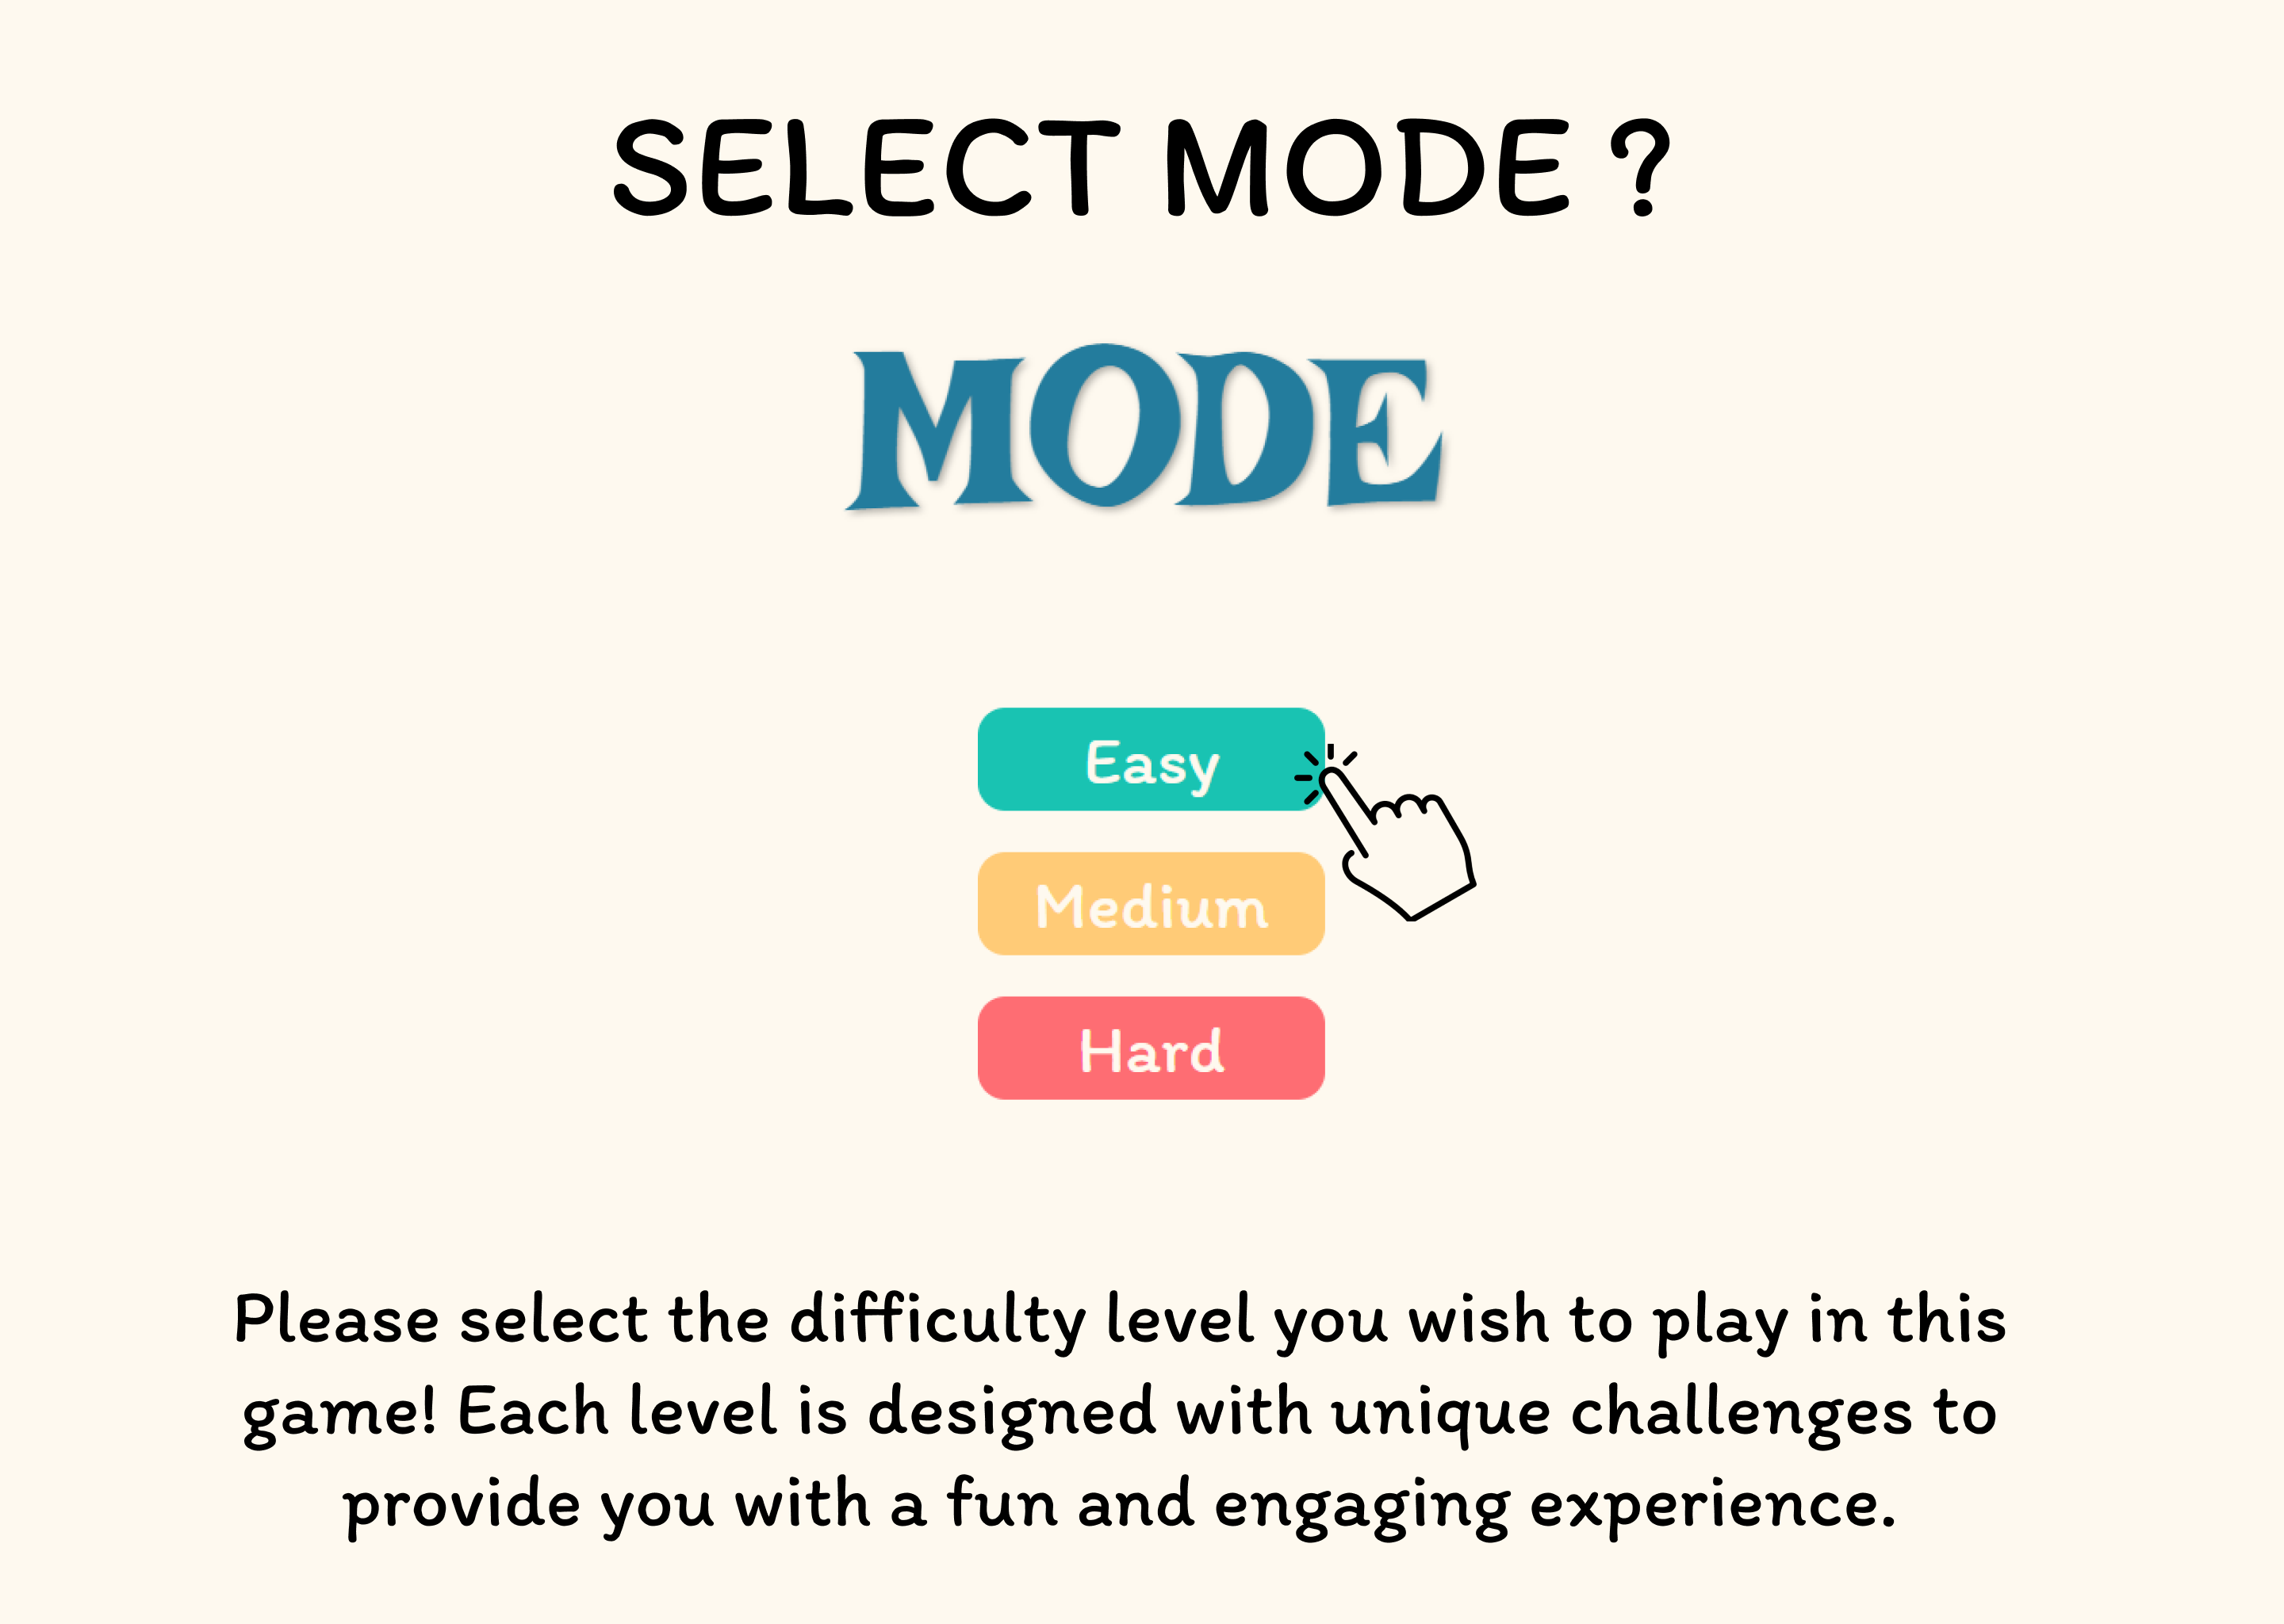 SELECT MODE ?
MODE
Easy
Medium
Hard
Please select the difficulty level you wish to play in this
game! Each level is designed with unique challenges to
provide you with a fun and engaging experience.